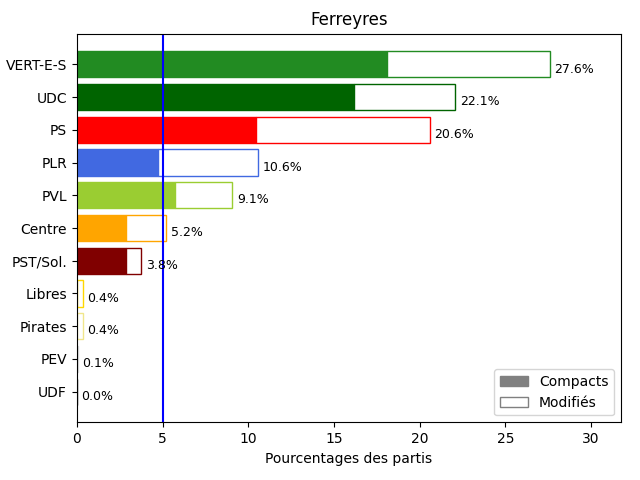 Ferreyres
VERT-E-S 27.6%
UDC 22.1%
PS 20.6%
PLR 10.6%
PVL 9.1%
Centre 5.2%
PST/Sol. 3.8%
Libres 0.4%
Pirates 0.4%
PEV 0.1%
UDF 0.0%
Compacts
Modifiés
0 5 10 15 20 25 30
Pourcentages des partis